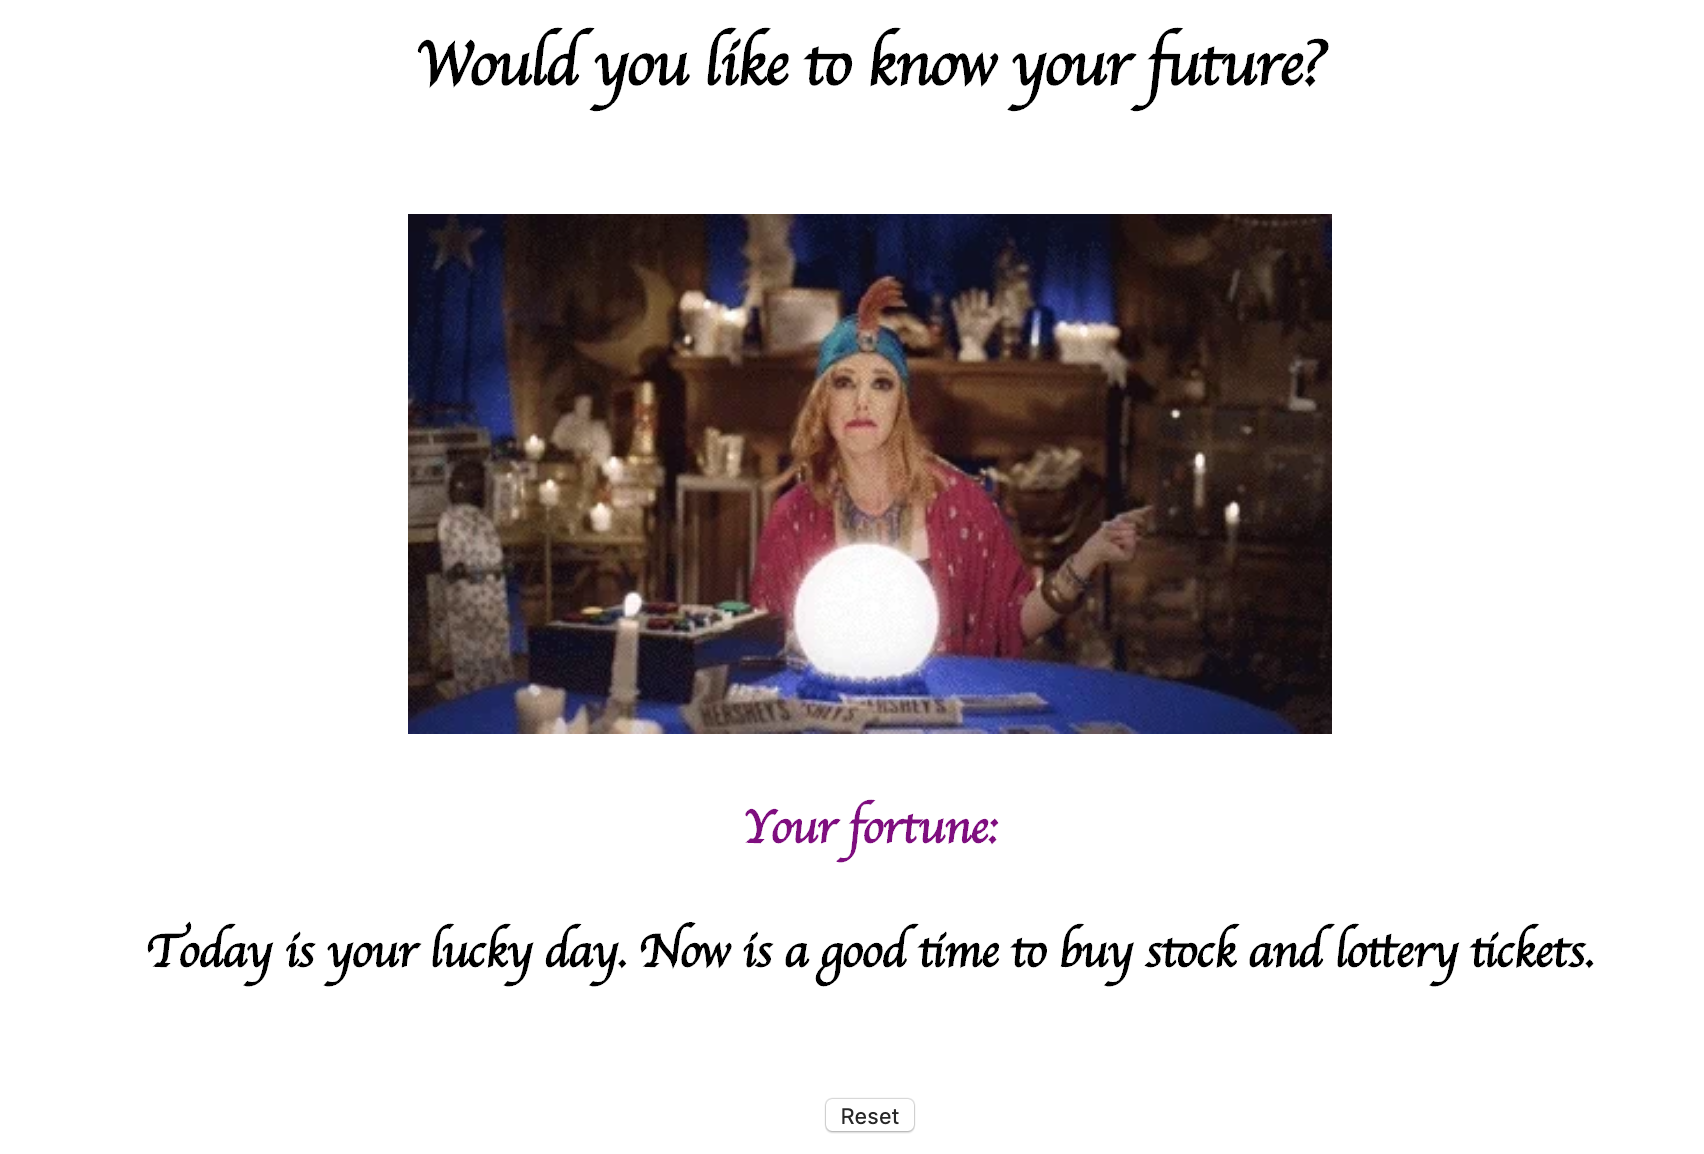 Would you like to know your future?
HERSHEY'S
SHEY'S
HERSHEY'S
Your fortune:
Today is your lucky day. Now is a good time to buy stock and lottery tickets.
Reset